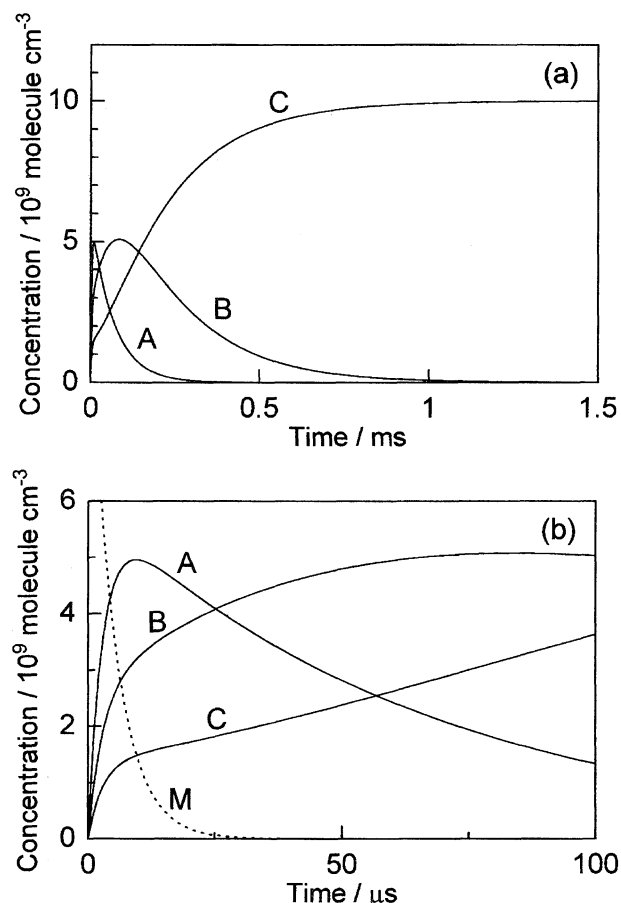 (a)
Concentration / 10⁹ molecule cm⁻³
10
5
0
C
B
A
0 0.5 1 1.5
Time / ms
(b)
Concentration / 10⁹ molecule cm⁻³
6
4
2
0
A
B
C
M
0 50 100
Time / μs